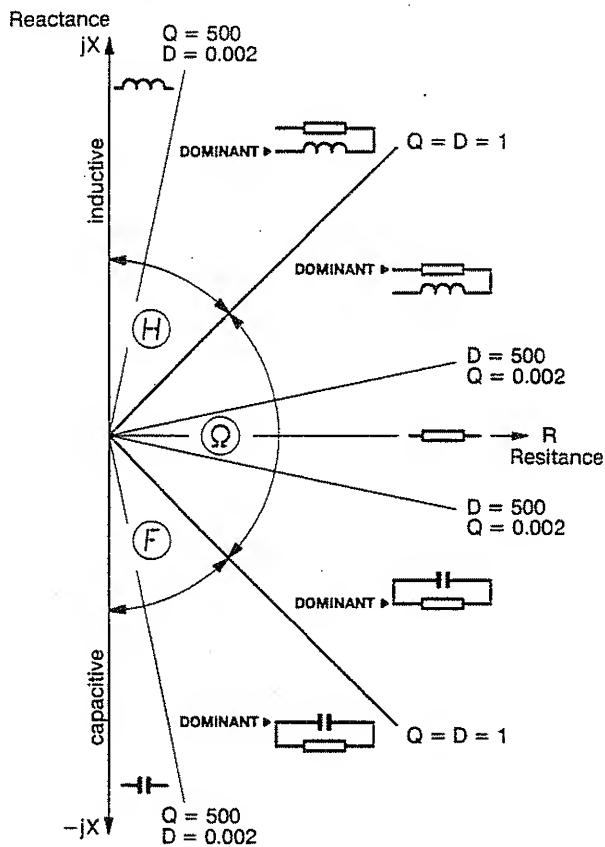 Reactance
jX
Q = 500
D = 0.002
inductive
DOMINANT
Q = D = 1
DOMINANT
H
D = 500
Q = 0.002
Ω
R
Resitance
D = 500
Q = 0.002
F
DOMINANT
capacitive
DOMINANT
Q = D = 1
-jX
Q = 500
D = 0.002